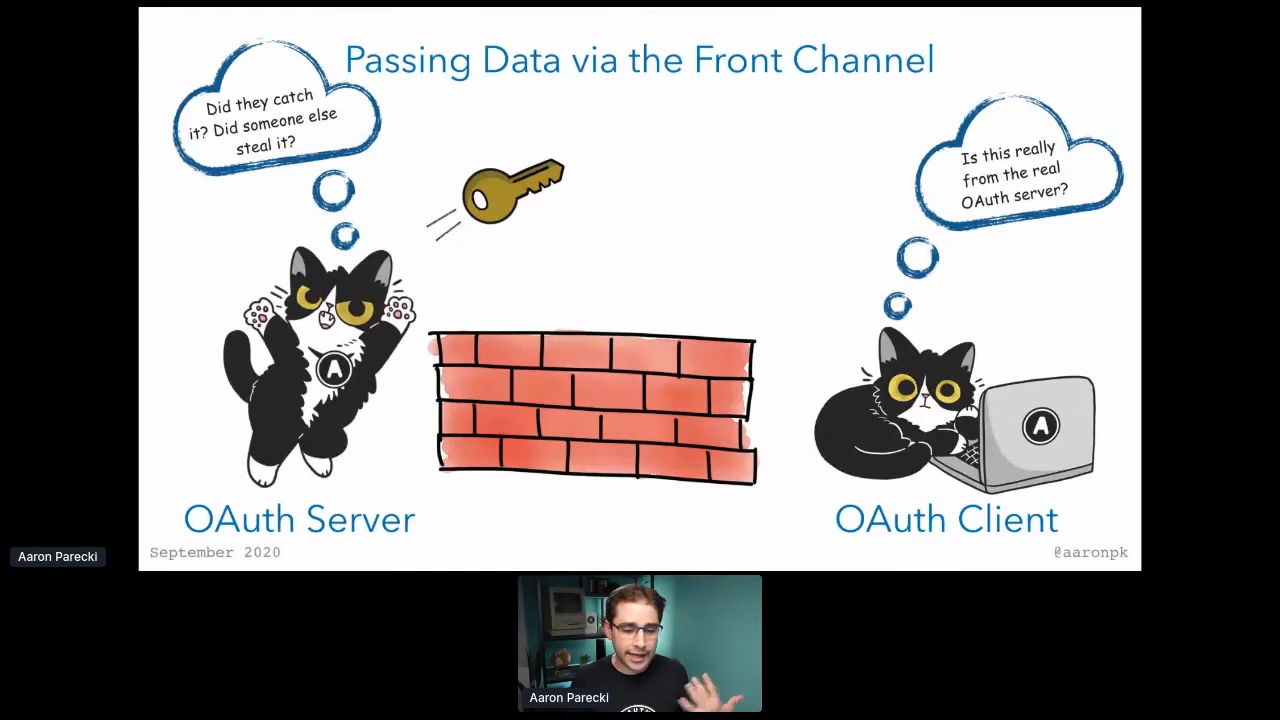 Passing Data via the Front Channel
Did they catch
it? Did someone else
steal it?
Is this really
from the real
OAuth server?
A
A
OAuth Server
OAuth Client
September 2020
@aaronpk
Aaron Parecki
Aaron Parecki